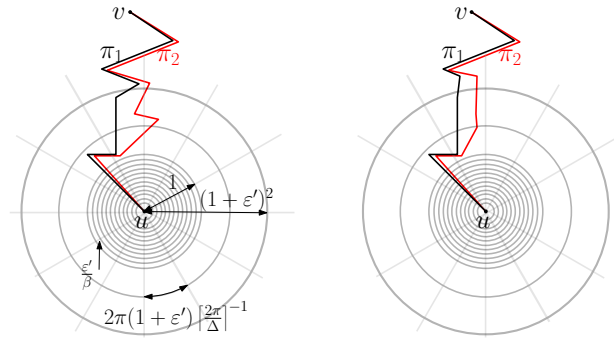 v
π₁
π₂
1
(1 + ε′)²
u
ε′/β
2π(1 + ε′) ⌈2π/Δ⌉⁻¹
v
π₁
π₂
u